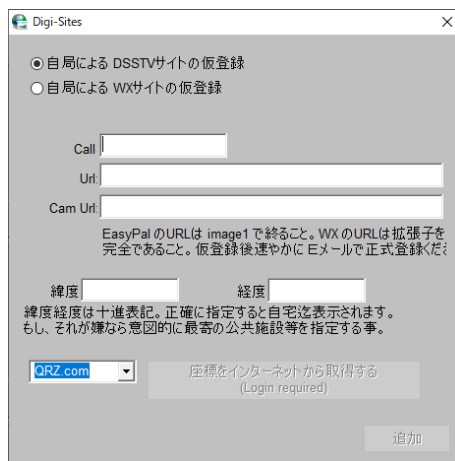 Digi-Sites
自局による DSSTVサイトの仮登録
自局による WXサイトの仮登録
Call
Url:
Cam Url:
EasyPal のURLは image1 で終ること。WX のURLは拡張子を
完全であること。仮登録後速やかに Eメールで正式登録くだ
緯度 経度
緯度経度は十進表記。正確に指定すると自宅迄表示されます。
もし、それが嫌なら意図的に最寄の公共施設等を指定する事。
QRZ.com
座標をインターネットから取得する
(Login required)
追加